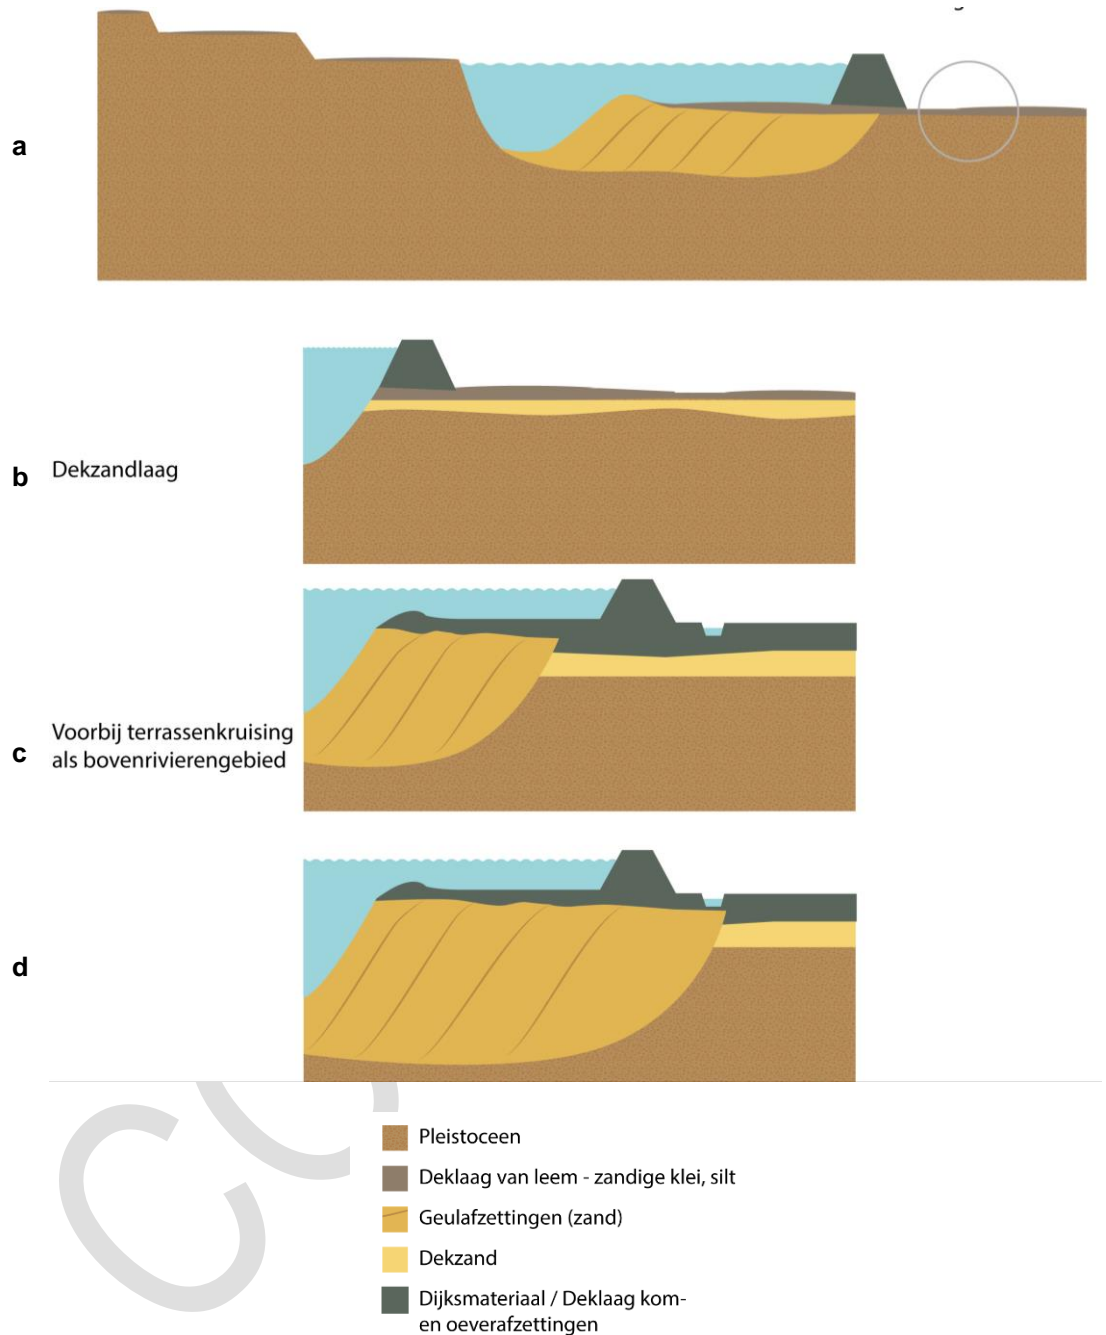 a
b
Dekzandlaag
c
Voorbij terrassenkruising
als bovenrivierengebied
d
Pleistoceen
Deklaag van leem - zandige klei, silt
Geulafzettingen (zand)
Dekzand
Dijksmateriaal / Deklaag kom-
en oeverafzettingen